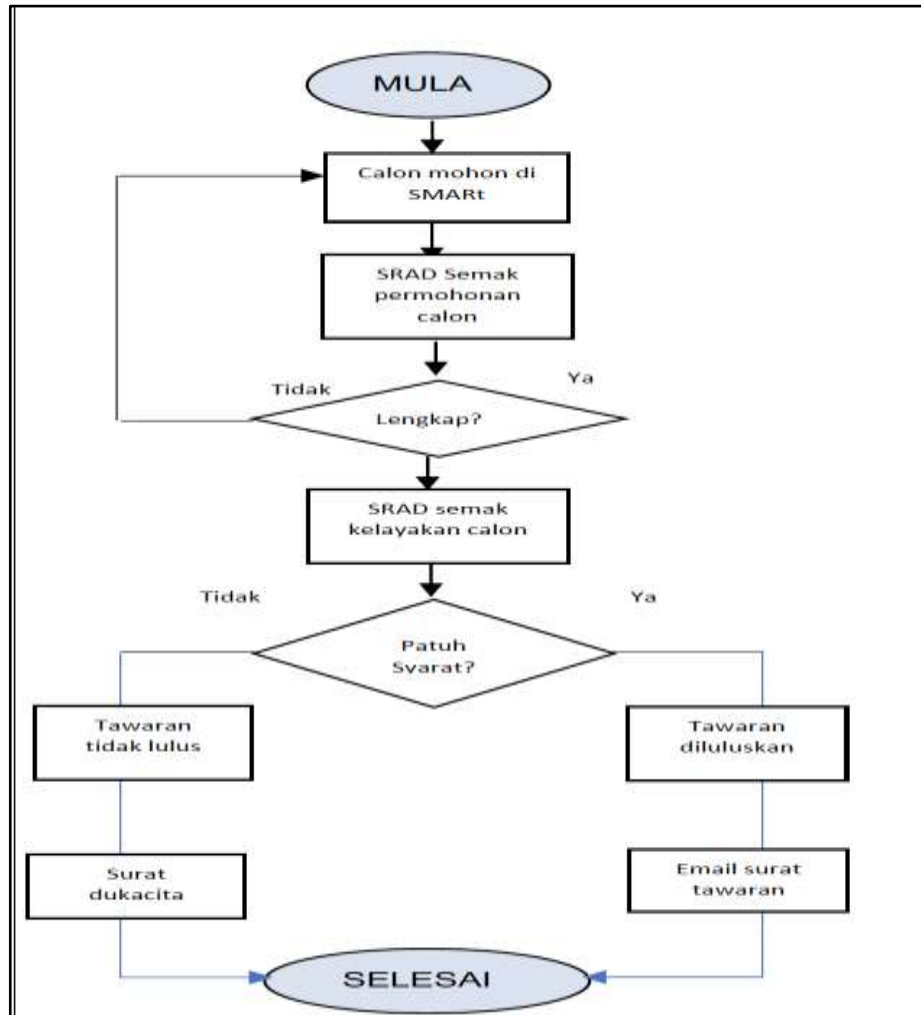 MULA
Calon mohon di
SMARt
SRAD Semak
permohonan
calon
Tidak
Ya
Lengkap?
SRAD semak
kelayakan calon
Tidak
Ya
Patuh
Syarat?
Tawaran
tidak lulus
Tawaran
diluluskan
Surat
dukacita
Email surat
tawaran
SELESAI